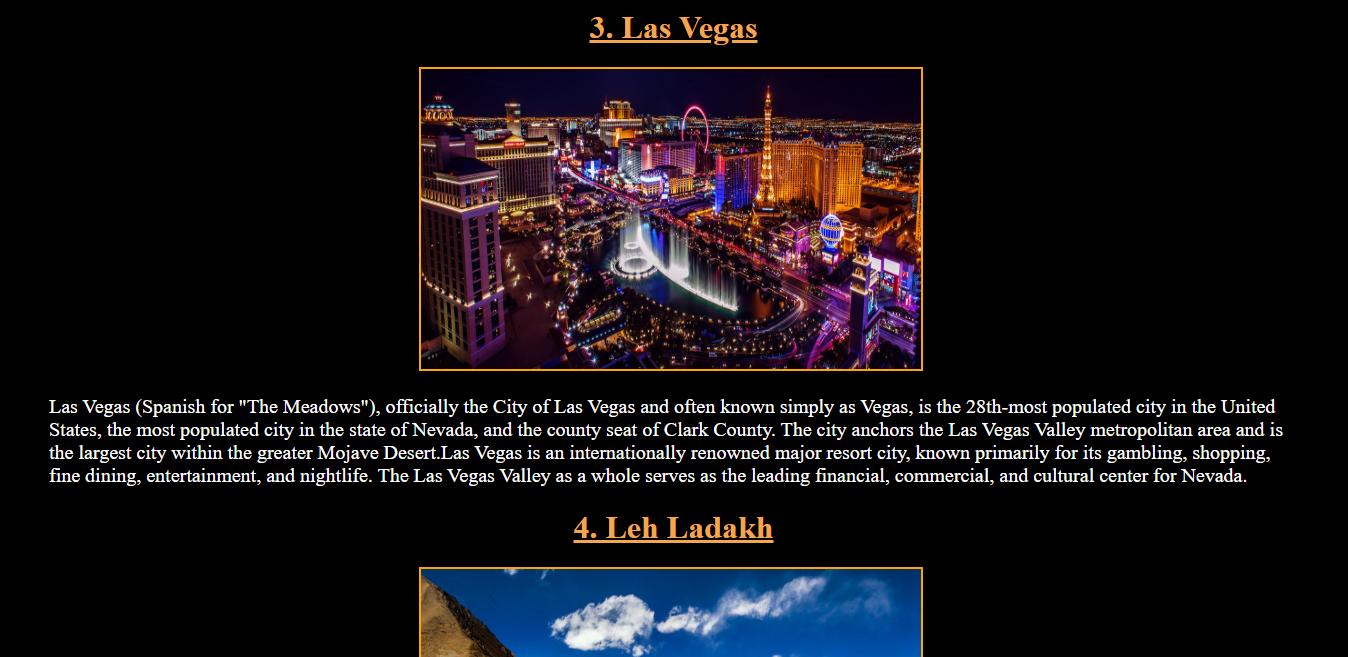 3. Las Vegas
Las Vegas (Spanish for "The Meadows"), officially the City of Las Vegas and often known simply as Vegas, is the 28th-most populated city in the United
States, the most populated city in the state of Nevada, and the county seat of Clark County. The city anchors the Las Vegas Valley metropolitan area and is
the largest city within the greater Mojave Desert.Las Vegas is an internationally renowned major resort city, known primarily for its gambling, shopping,
fine dining, entertainment, and nightlife. The Las Vegas Valley as a whole serves as the leading financial, commercial, and cultural center for Nevada.
4. Leh Ladakh